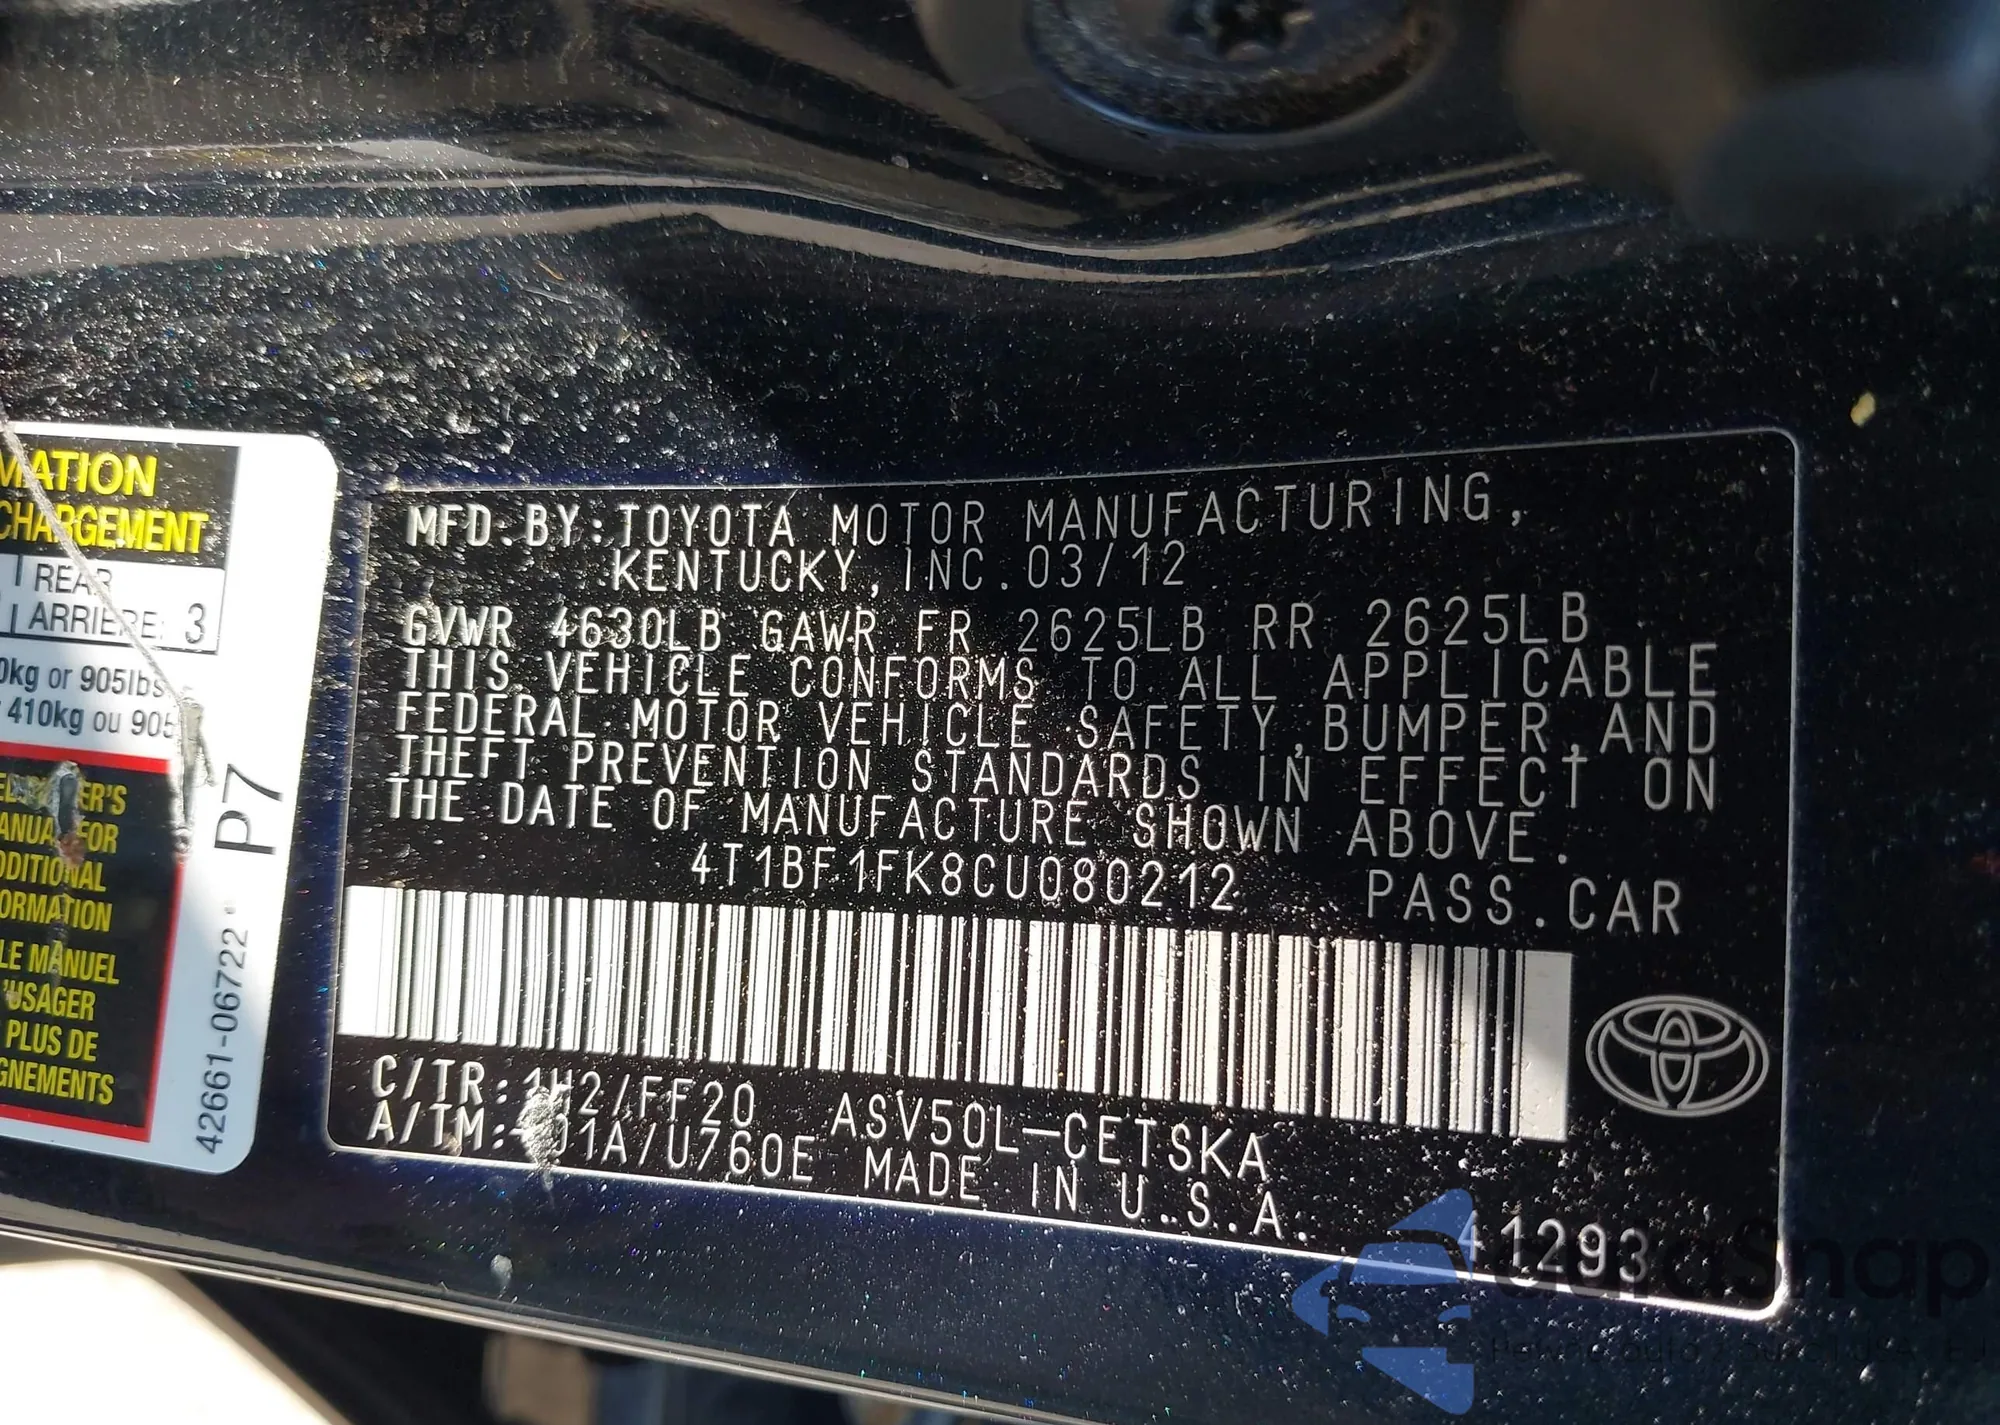 MATION
CHARGEMENT
REAR
ARRIERE: 3
0kg or 905lbs
410kg ou 905
ER'S
FOR
DDITIONAL
ORMATION
LE MANUEL
'USAGER
PLUS DE
GNEMENTS
P7
42661-06722
MFD.BY:TOYOTA MOTOR MANUFACTURING,
KENTUCKY, INC.03/12
GVWR 4630LB GAWR FR 2625LB RR 2625LB
THIS VEHICLE CONFORMS TO ALL APPLICABLE
FEDERAL MOTOR VEHICLE SAFETY,BUMPER,AND
THEFT PREVENTION STANDARDS IN EFFECT ON
THE DATE OF MANUFACTURE SHOWN ABOVE.
4T1BF1FK8CU080212 PASS.CAR
C/TR:1H2/FF20 ASV50L-CETSKA
A/TM: 01A/U760E MADE IN U.S.A.
41293